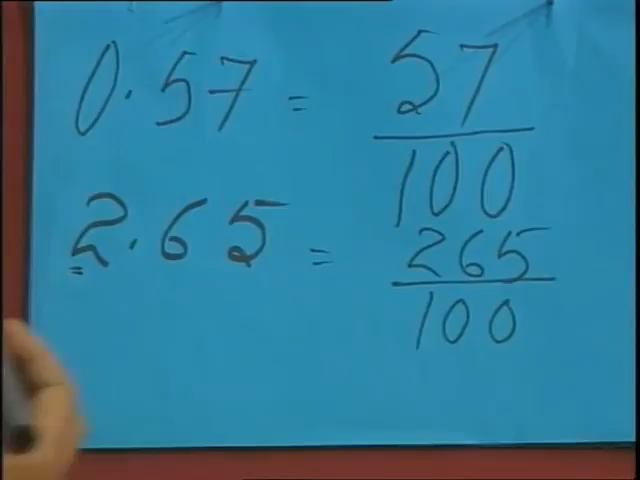 0.57 = 57/100
2.65 = 265/100